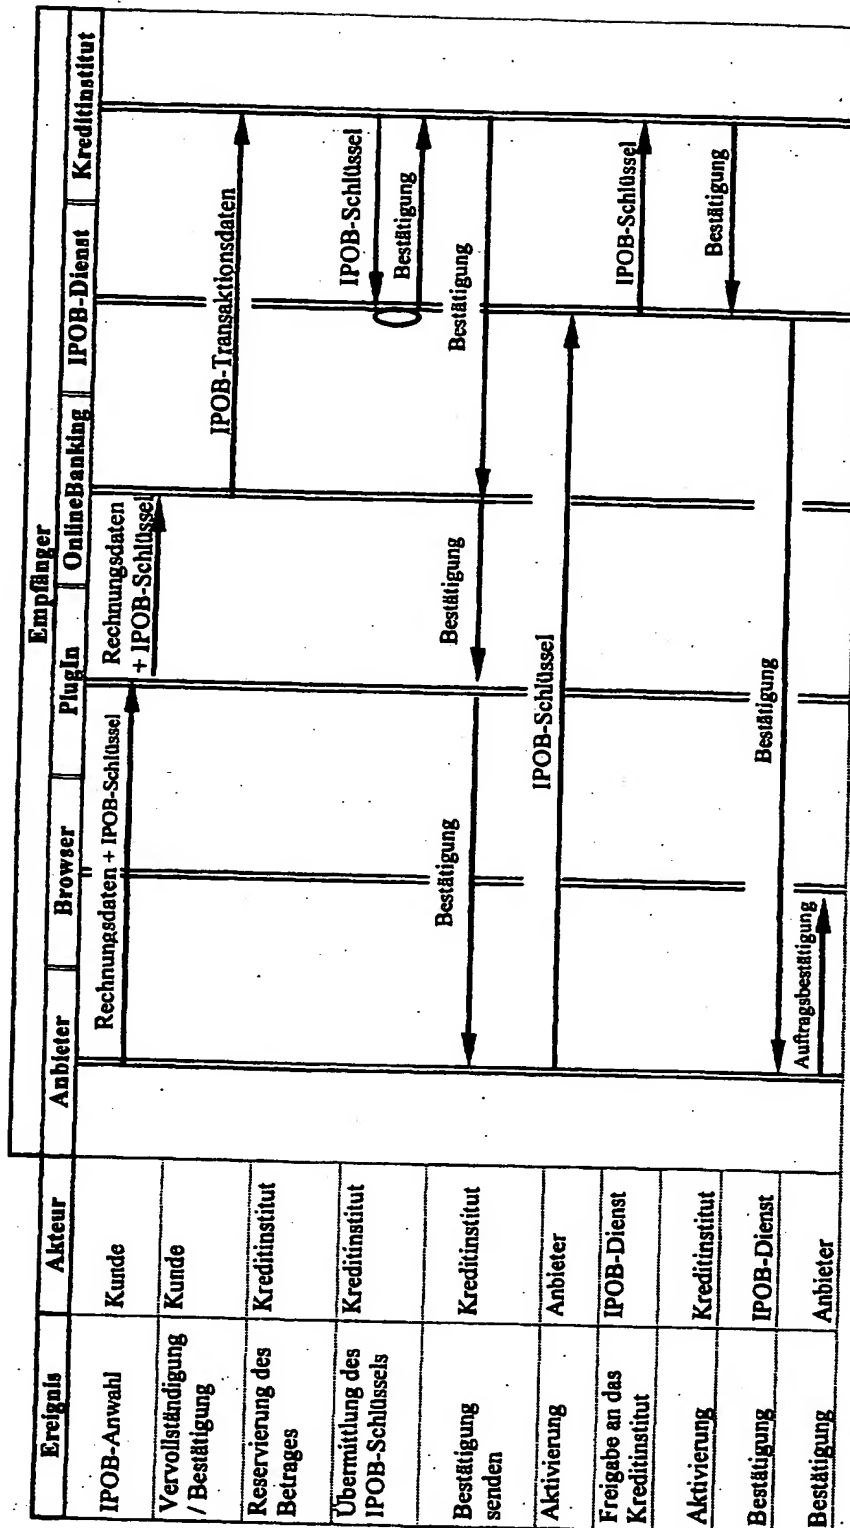 Empfänger
Ereignis
Akteur
Anbieter
Browser
PlugIn
OnlineBanking
IPOB-Dienst
Kreditinstitut
IPOB-Anwahl
Kunde
Rechnungsdaten + IPOB-Schlüssel
Vervollständigung
/ Bestätigung
Kunde
Rechnungsdaten
+ IPOB-Schlüssel
Reservierung des
Betrages
Kreditinstitut
IPOB-Transaktionsdaten
Übermittlung des
IPOB-Schlüssels
Kreditinstitut
IPOB-Schlüssel
Bestätigung
Bestätigung
senden
Kreditinstitut
Bestätigung
Bestätigung
Bestätigung
Aktivierung
Anbieter
IPOB-Schlüssel
Freigabe an das
Kreditinstitut
IPOB-Dienst
IPOB-Schlüssel
Aktivierung
Kreditinstitut
Bestätigung
Bestätigung
IPOB-Dienst
Bestätigung
Bestätigung
Anbieter
Auftragsbestätigung